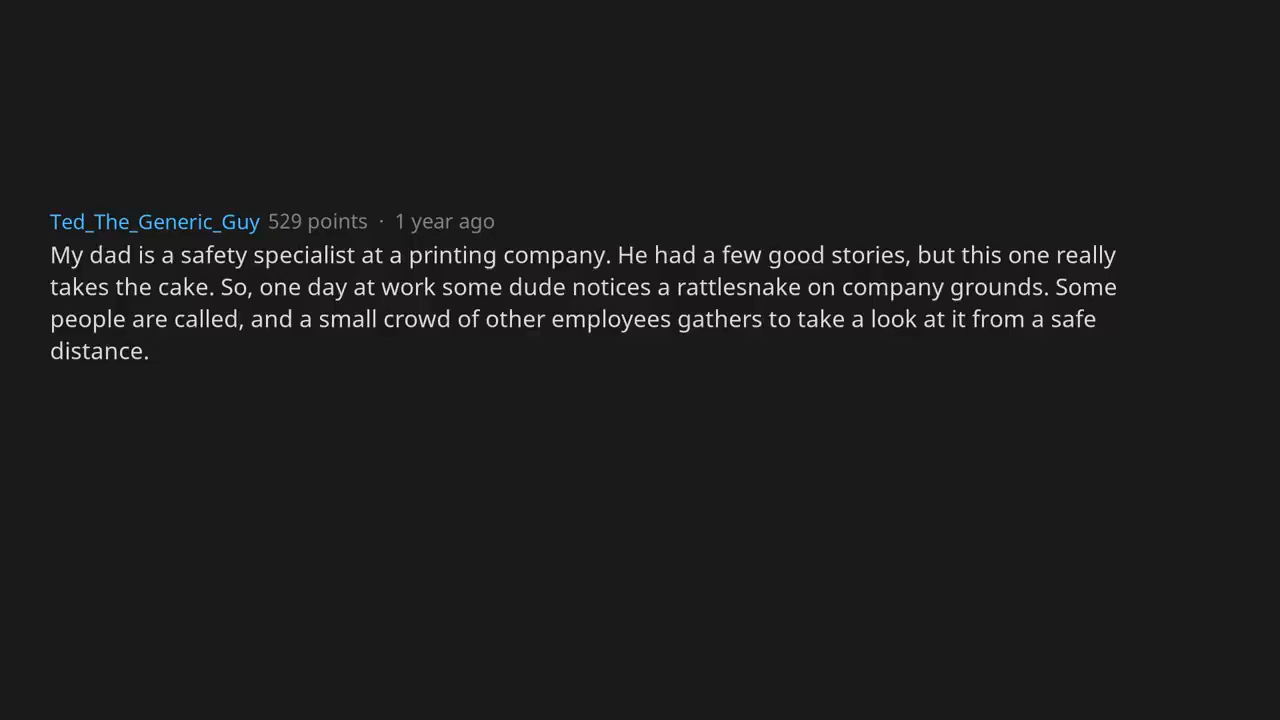 Ted_The_Generic_Guy 529 points · 1 year ago
My dad is a safety specialist at a printing company. He had a few good stories, but this one really
takes the cake. So, one day at work some dude notices a rattlesnake on company grounds. Some
people are called, and a small crowd of other employees gathers to take a look at it from a safe
distance.